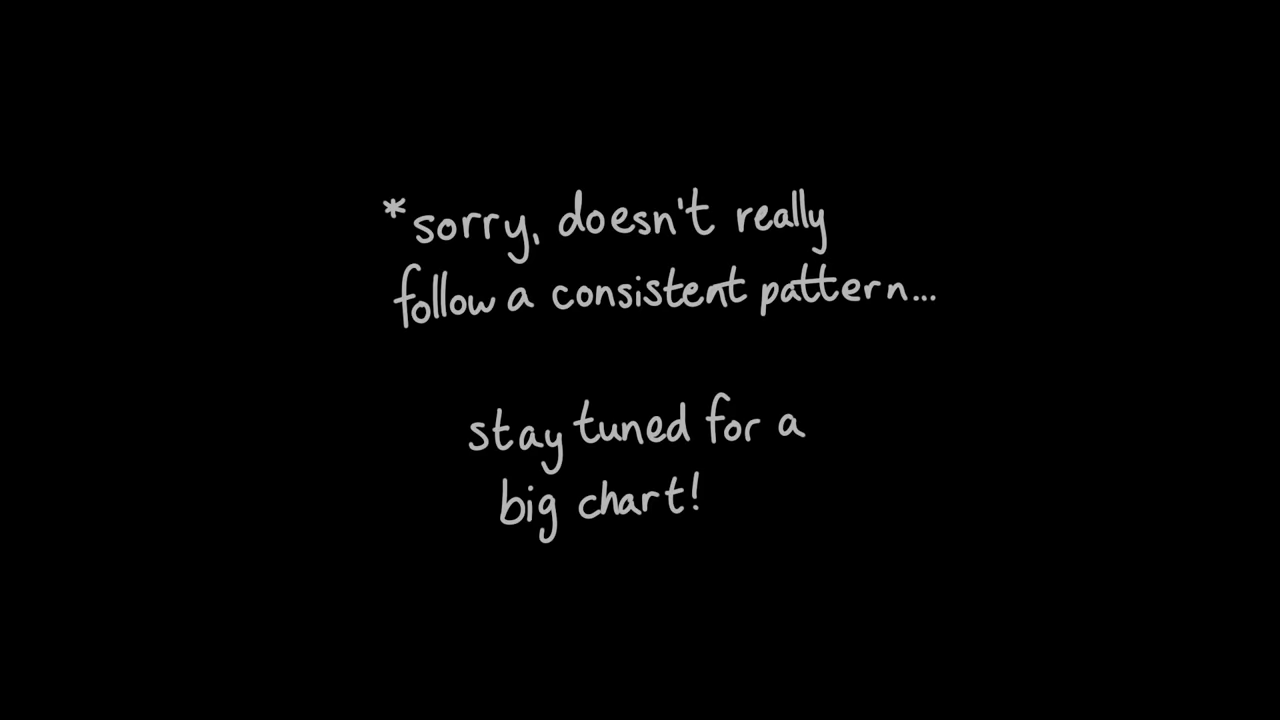 *sorry, doesn't really
follow a consistent pattern...
stay tuned for a
big chart!